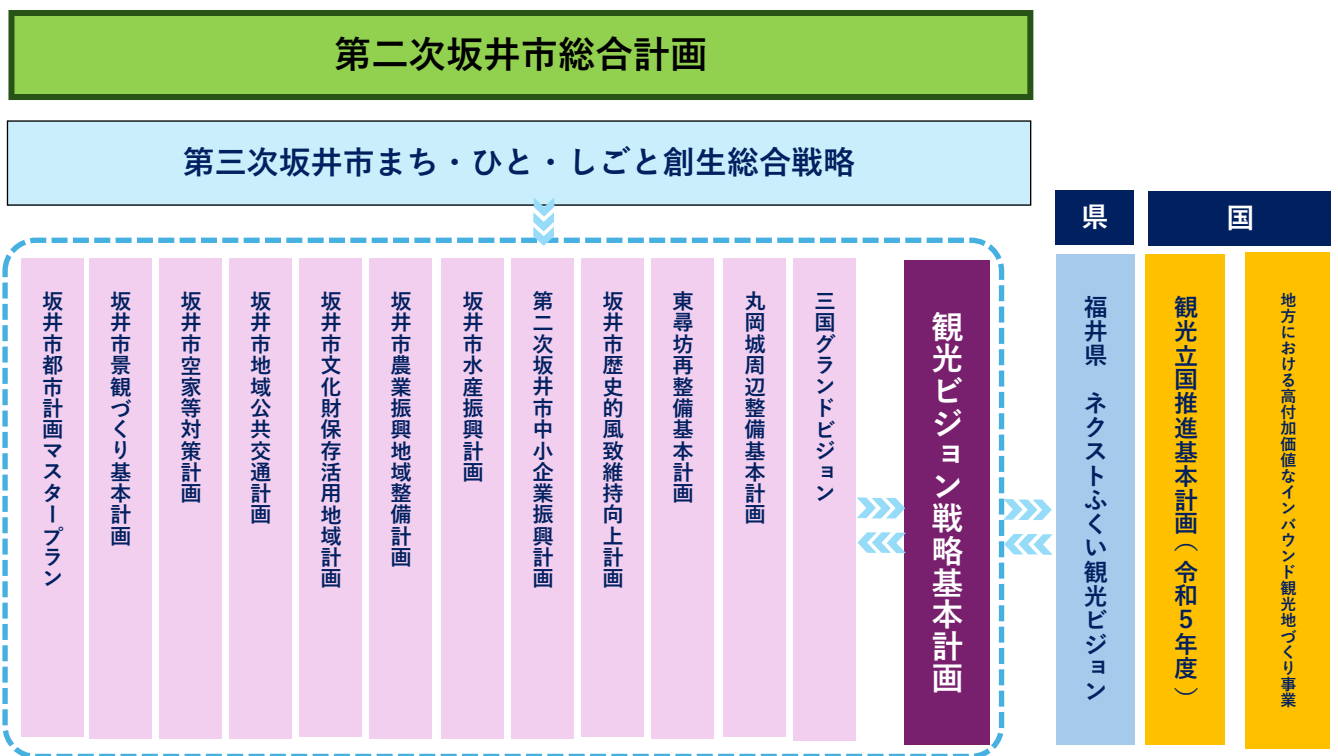 第二次坂井市総合計画
第三次坂井市まち・ひと・しごと創生総合戦略
坂井市都市計画マスタープラン
坂井市景観づくり基本計画
坂井市空家等対策計画
坂井市地域公共交通計画
坂井市文化財保存活用地域計画
坂井市農業振興地域整備計画
坂井市水産振興計画
第二次坂井市中小企業振興計画
坂井市歴史的風致維持向上計画
東尋坊再整備基本計画
丸岡城周辺整備基本計画
三国グランドビジョン
観光ビジョン戦略基本計画
県
福井県 ネクストふくい観光ビジョン
国
観光立国推進基本計画(令和5年度)
地方における高付加価値なインバウンド観光地づくり事業